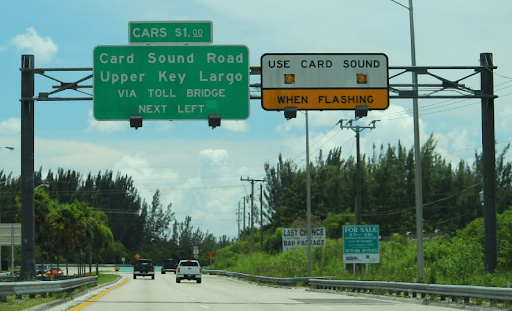 CARS $1.00
Card Sound Road
Upper Key Largo
VIA TOLL BRIDGE
NEXT LEFT
USE CARD SOUND
WHEN FLASHING
LAST CHANCE
BAIT PACKAGE
FOR SALE